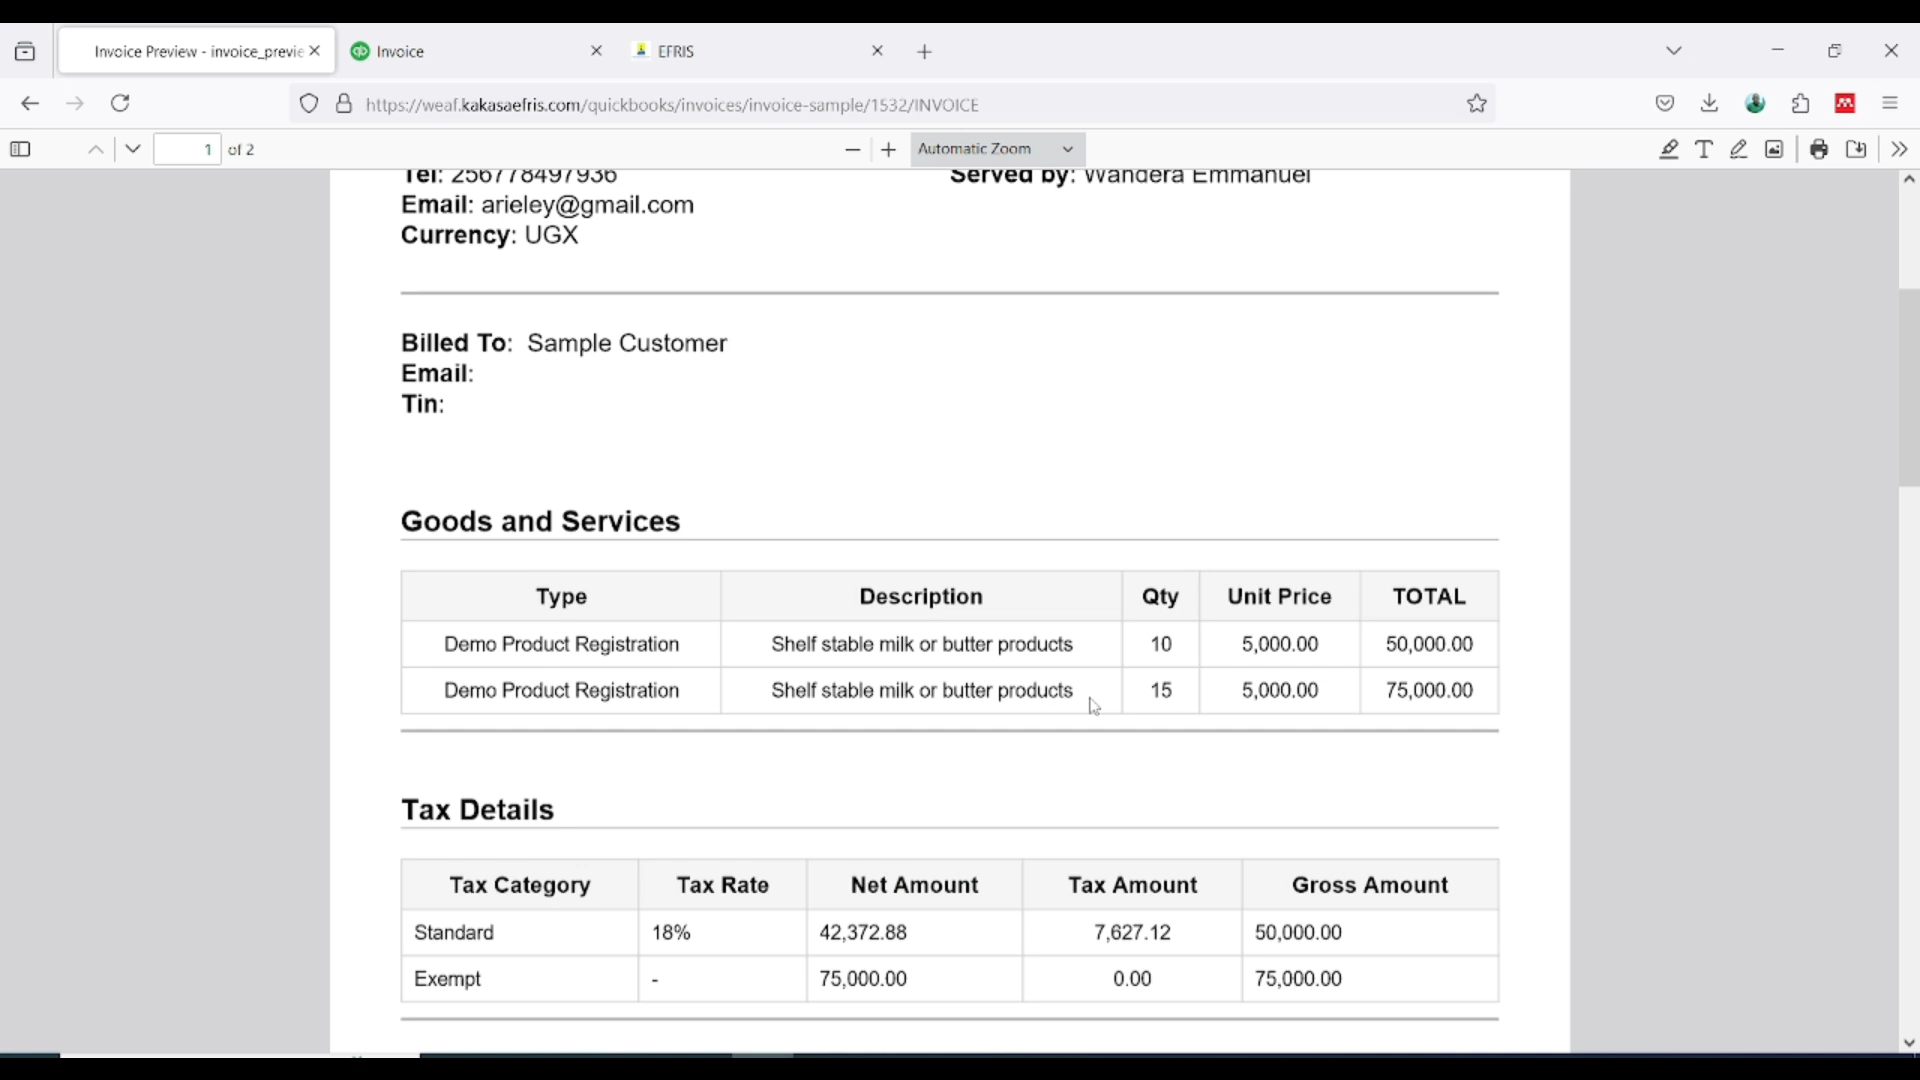 Invoice Preview - invoice_previe
Invoice
EFRIS
https://weaf.kakasaefris.com/quickbooks/invoices/invoice-sample/1532/INVOICE
1 of 2
Automatic Zoom
Tel: 256778497936
Served by: Wandera Emmanuel
Email: arieley@gmail.com
Currency: UGX
Billed To: Sample Customer
Email:
Tin:
Goods and Services
Type Description Qty Unit Price TOTAL
Demo Product Registration Shelf stable milk or butter products 10 5,000.00 50,000.00
Demo Product Registration Shelf stable milk or butter products 15 5,000.00 75,000.00
Tax Details
Tax Category Tax Rate Net Amount Tax Amount Gross Amount
Standard 18% 42,372.88 7,627.12 50,000.00
Exempt - 75,000.00 0.00 75,000.00